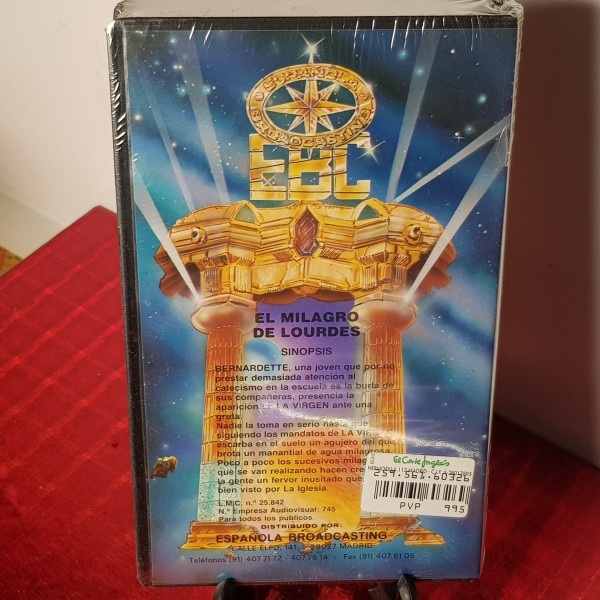 ESPAÑOLA
BROADCASTING
EBC
EL MILAGRO
DE LOURDES
SINOPSIS
BERNARDETTE, una joven que por no
prestar demasiada atención al
catecismo en la escuela es la burla de
sus compañeras, presencia la
aparición de LA VIRGEN ante una
gruta.
Nadie la toma en serio hasta que
siguiendo los mandatos de LA
escarba en el suelo un agujero del
brota un manantial de agua milagrosa.
Poco a poco los sucesivos
que se van realizando hacen
la gente un fervor inusitado que
bien visto por La Iglesia.
L.M.C. n.º 25.842
N.º Empresa Audiovisual: 745
Para todos los públicos.
DISTRIBUIDO POR:
ESPAÑOLA BROADCASTING
CALLE ELFO, 141 - 28027 MADRID
Teléfonos (91) 407 71 72 - 407 78 14 - Fax (91) 407 61 05
El Corte Inglés
254.561.60326
PVP 995